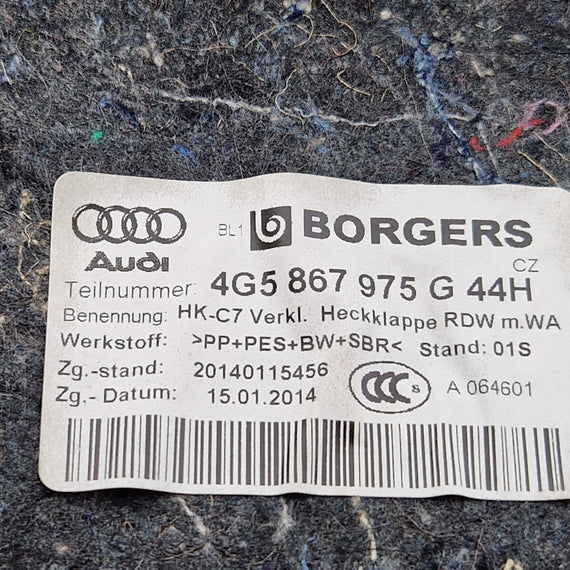 BL1 BORGERS
Audi CZ
Teilnummer: 4G5 867 975 G 44H
Benennung: HK-C7 Verkl. Heckklappe RDW m.WA
Werkstoff: >PP+PES+BW+SBR< Stand: 01S
Zg.-stand: 20140115456
CCC S A 064601
Zg.- Datum: 15.01.2014